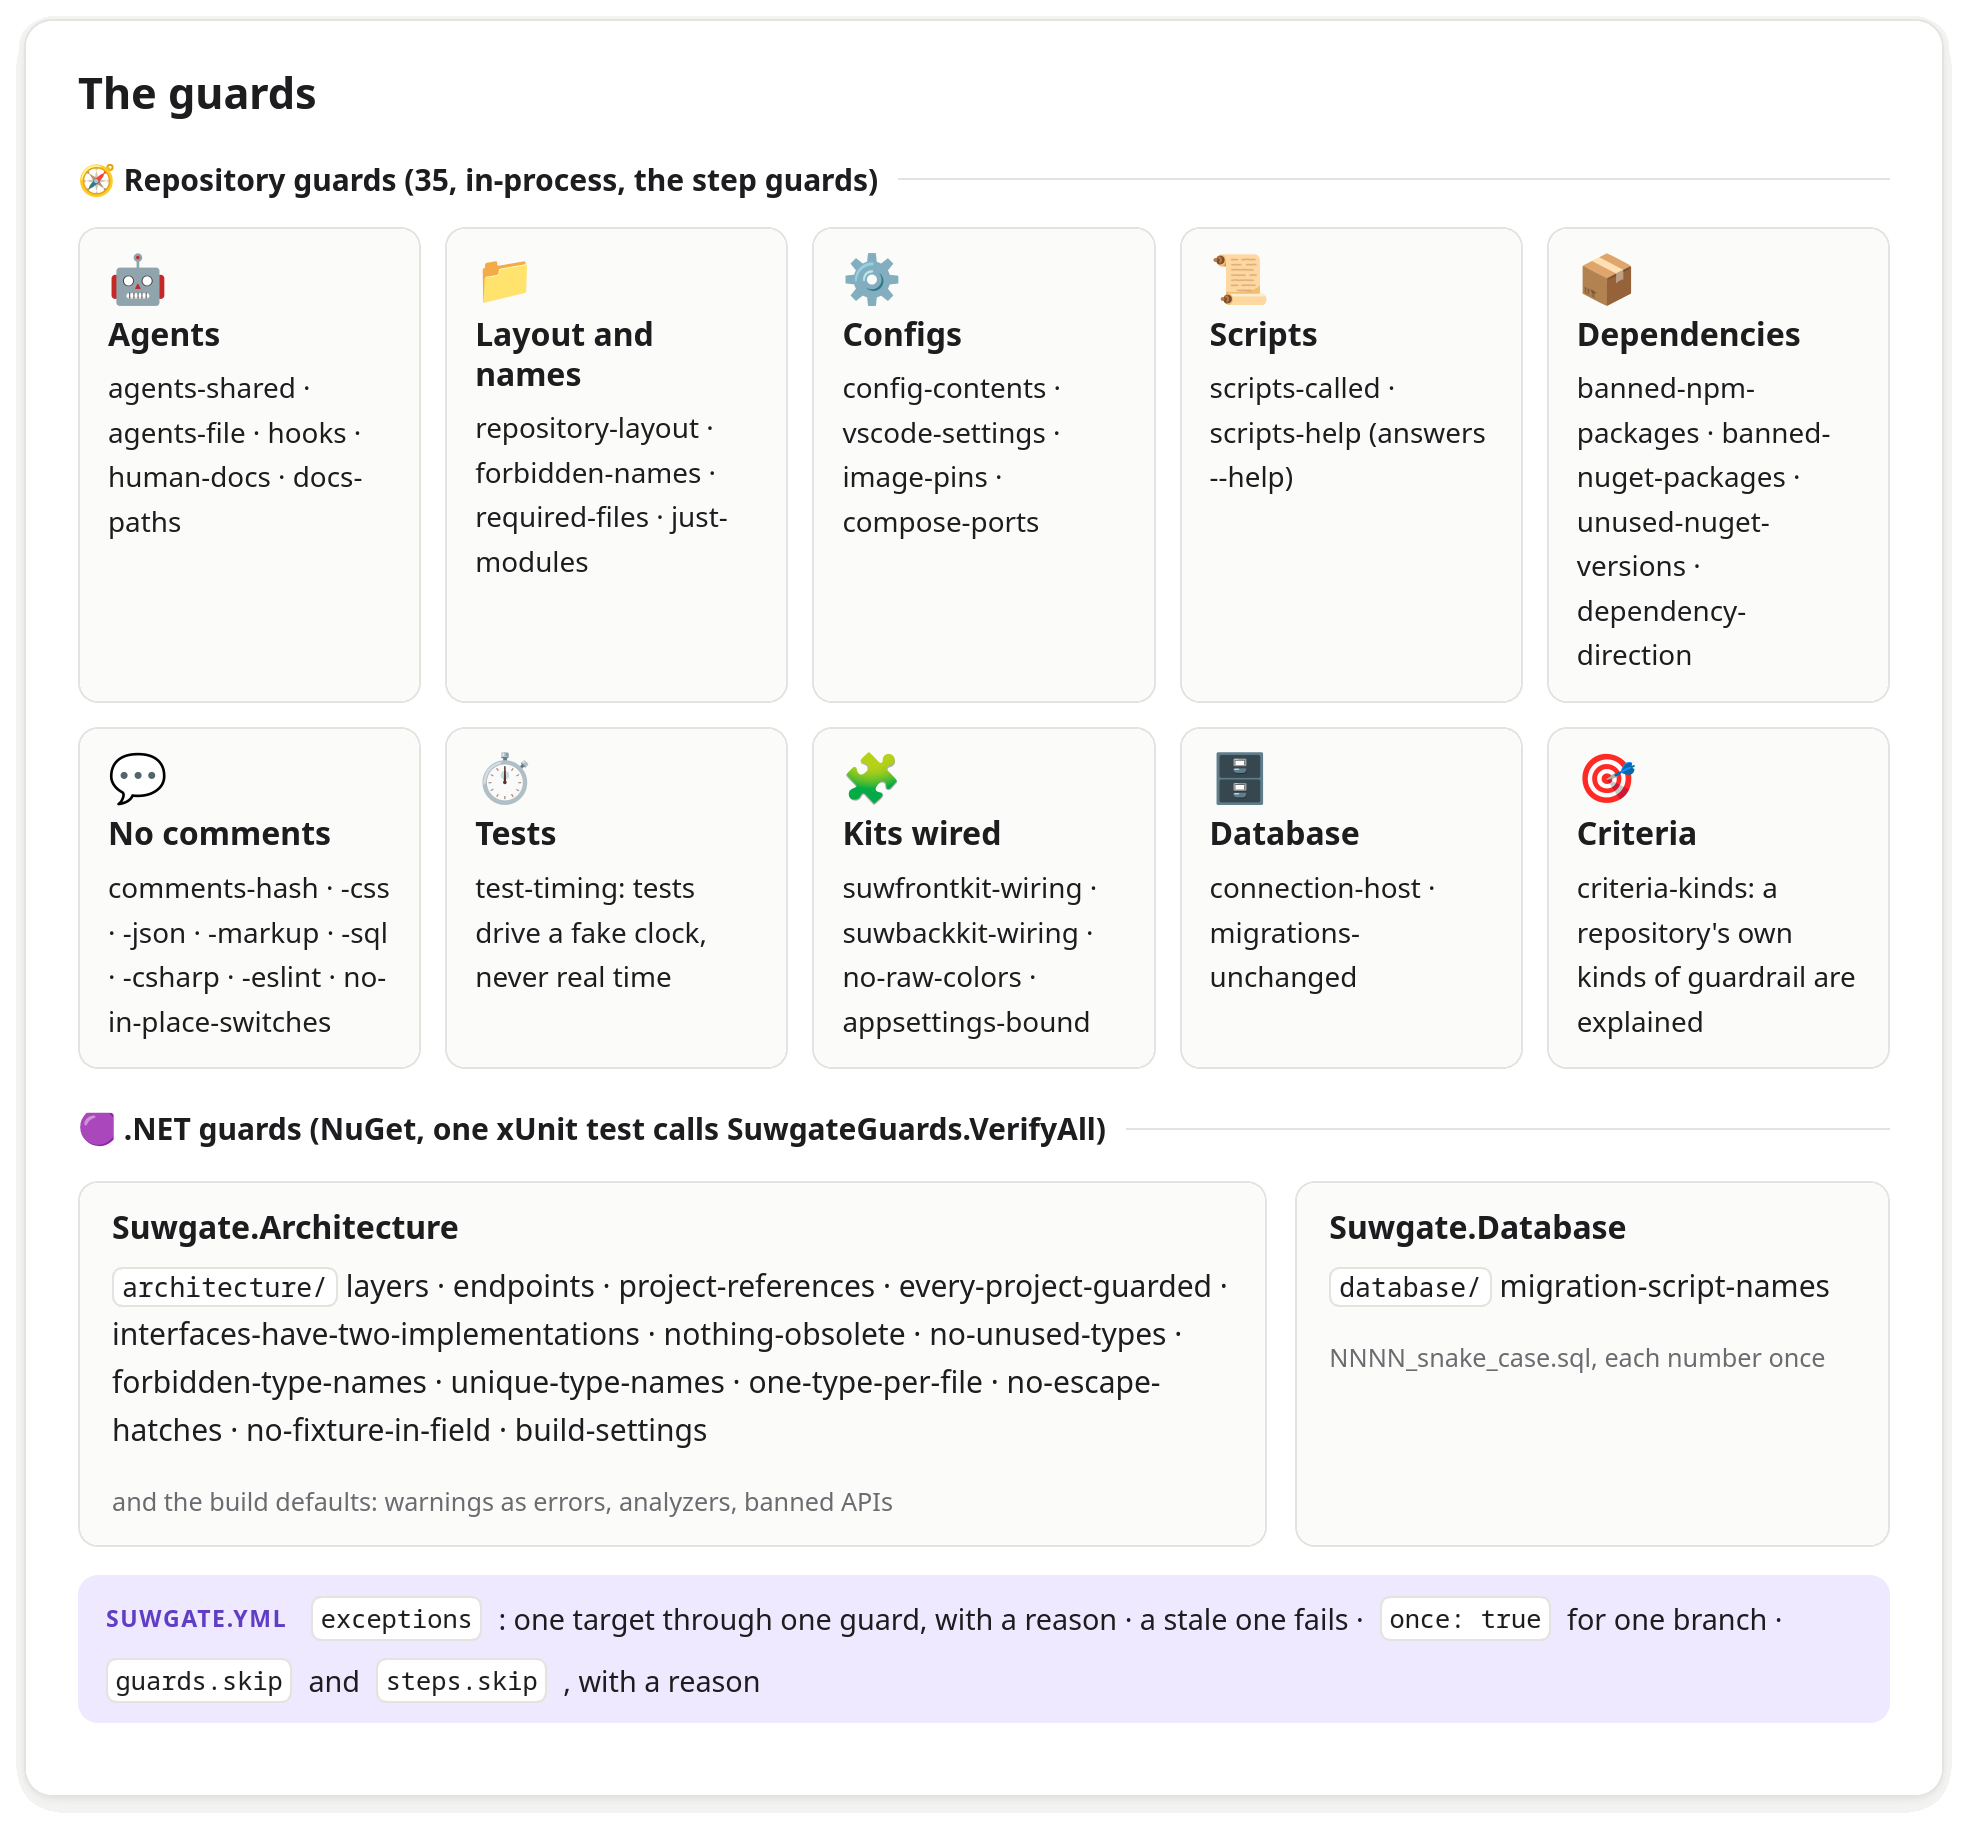 The guards
🧭 Repository guards (35, in-process, the step guards)
Agents
agents-shared ·
agents-file · hooks ·
human-docs · docs-
paths
Layout and
names
repository-layout ·
forbidden-names ·
required-files · just-
modules
Configs
config-contents ·
vscode-settings ·
image-pins ·
compose-ports
Scripts
scripts-called ·
scripts-help (answers
--help)
Dependencies
banned-npm-
packages · banned-
nuget-packages ·
unused-nuget-
versions ·
dependency-
direction
No comments
comments-hash · -css
· -json · -markup · -sql
· -csharp · -eslint · no-
in-place-switches
Tests
test-timing: tests
drive a fake clock,
never real time
Kits wired
suwfrontkit-wiring ·
suwbackkit-wiring ·
no-raw-colors ·
appsettings-bound
Database
connection-host ·
migrations-
unchanged
Criteria
criteria-kinds: a
repository's own
kinds of guardrail are
explained
🟣 .NET guards (NuGet, one xUnit test calls SuwgateGuards.VerifyAll)
Suwgate.Architecture
architecture/ layers · endpoints · project-references · every-project-guarded ·
interfaces-have-two-implementations · nothing-obsolete · no-unused-types ·
forbidden-type-names · unique-type-names · one-type-per-file · no-escape-
hatches · no-fixture-in-field · build-settings
and the build defaults: warnings as errors, analyzers, banned APIs
Suwgate.Database
database/ migration-script-names
NNNN_snake_case.sql, each number once
SUWGATE.YML exceptions : one target through one guard, with a reason · a stale one fails · once: true for one branch ·
guards.skip and steps.skip , with a reason